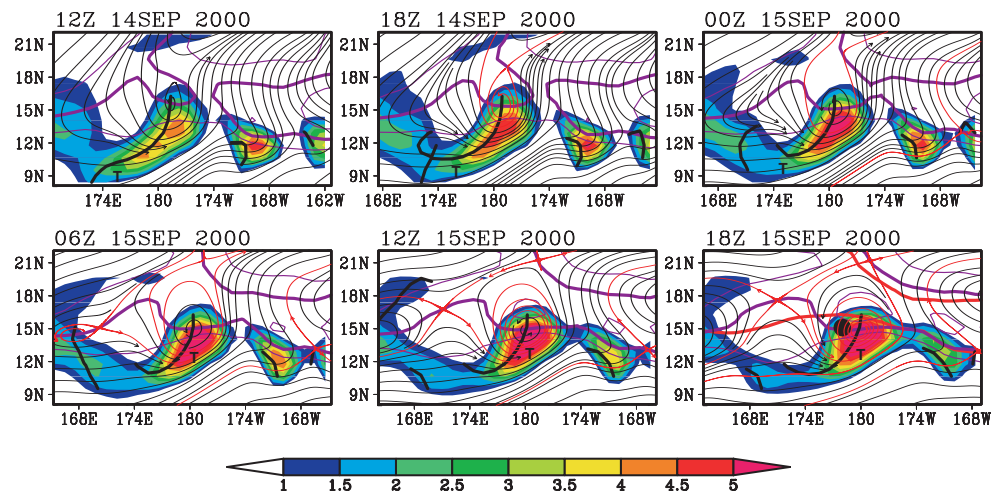 12Z 14SEP 2000
18Z 14SEP 2000
00Z 15SEP 2000
21N
18N
15N
12N
9N
T
174E 180 174W 168W 162W
21N
18N
15N
12N
9N
T
168E 174E 180 174W 168W
21N
18N
15N
12N
9N
T
168E 174E 180 174W 168W
06Z 15SEP 2000
12Z 15SEP 2000
18Z 15SEP 2000
21N
18N
15N
12N
9N
T
168E 174E 180 174W 168W
21N
18N
15N
12N
9N
T
168E 174E 180 174W 168W
21N
18N
15N
12N
9N
T
168E 174E 180 174W 168W
1 1.5 2 2.5 3 3.5 4 4.5 5